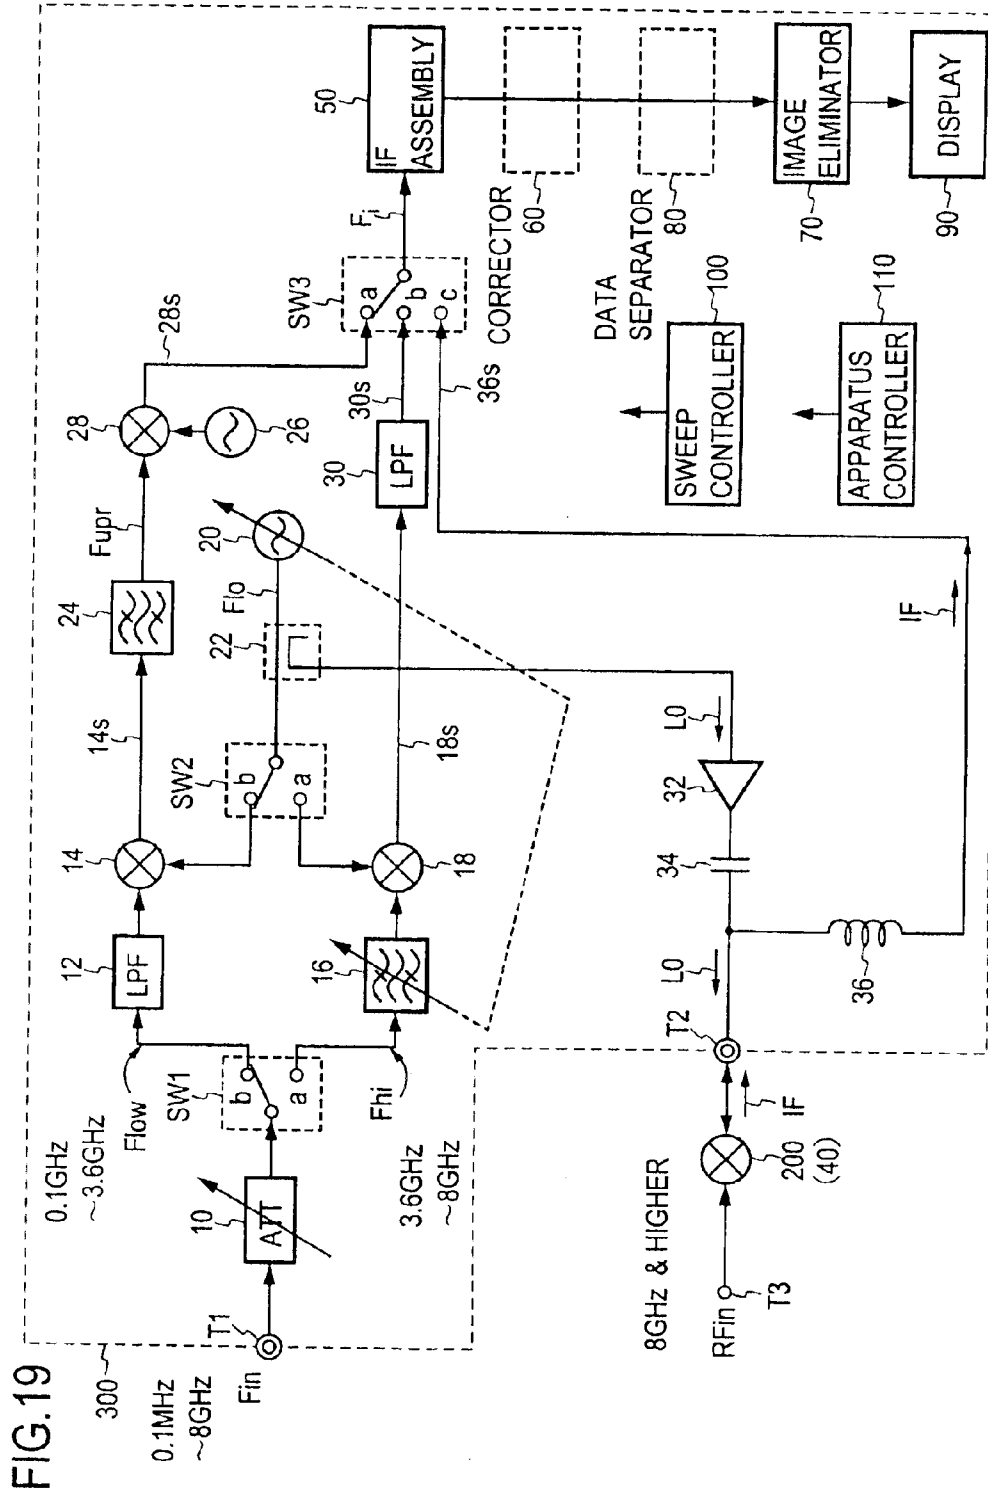 FIG.19
300
0.1MHz
~8GHz
Fin
T1
10
ATT
0.1GHz
~3.6GHz
Flow
SW1
b
a
Fhi
3.6GHz
~8GHz
12
LPF
14
14s
24
Fupr
28
28s
26
16
18
18s
SW2
b
a
22
Flo
20
30
LPF
30s
SW3
a
b
c
36s
Fi
50
IF
ASSEMBLY
CORRECTOR
60
DATA
SEPARATOR
80
IMAGE
ELIMINATOR
70
DISPLAY
90
SWEEP
CONTROLLER
100
APPARATUS
CONTROLLER
110
8GHz & HIGHER
RFin
T3
200
(40)
IF
T2
L0
34
32
L0
36
IF